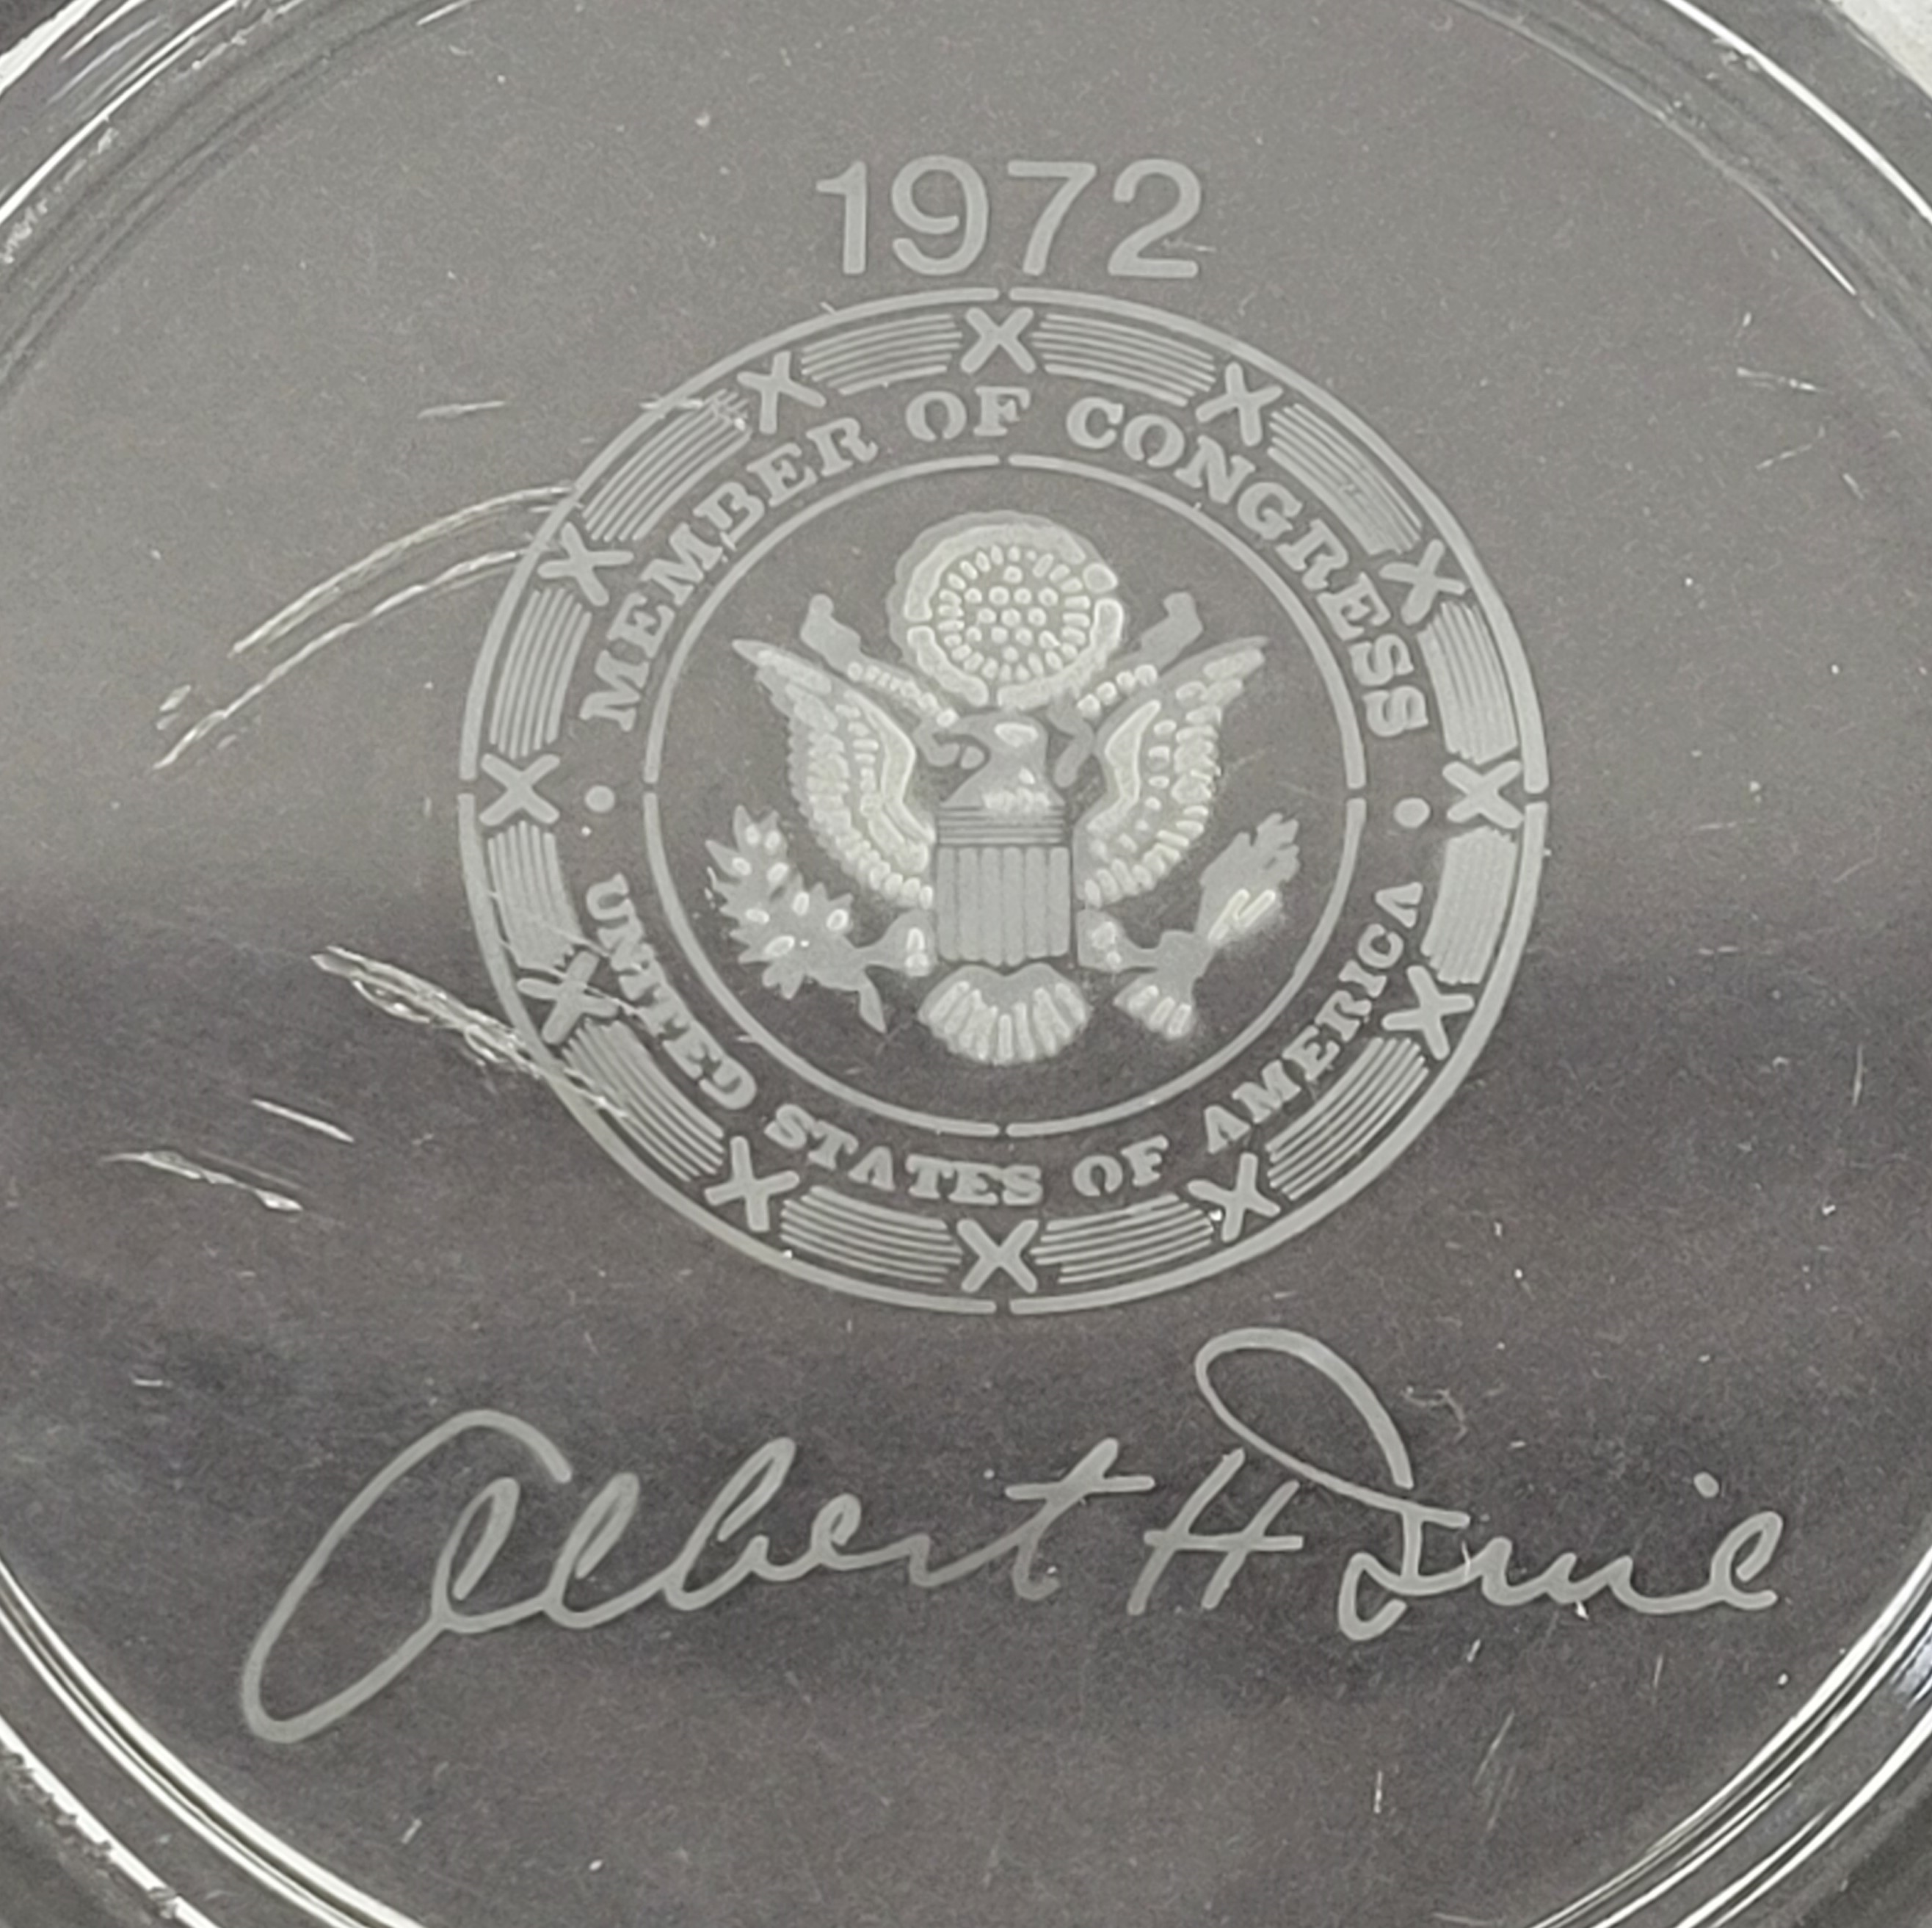 1972
MEMBER OF CONGRESS
UNITED STATES OF AMERICA
Albert H Quie